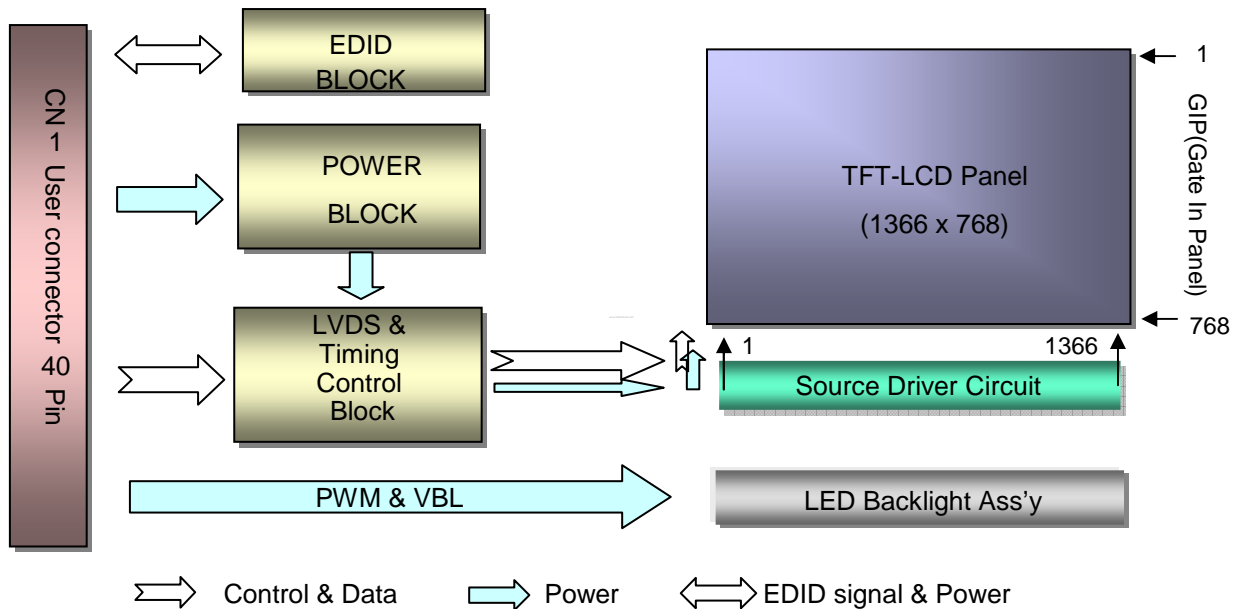 CN 1 User connector 40 Pin
EDID
BLOCK
POWER
BLOCK
LVDS &
Timing
Control
Block
PWM & VBL
TFT-LCD Panel
(1366 x 768)
1
GIP(Gate In Panel)
768
1
1366
Source Driver Circuit
LED Backlight Ass'y
Control & Data
Power
EDID signal & Power